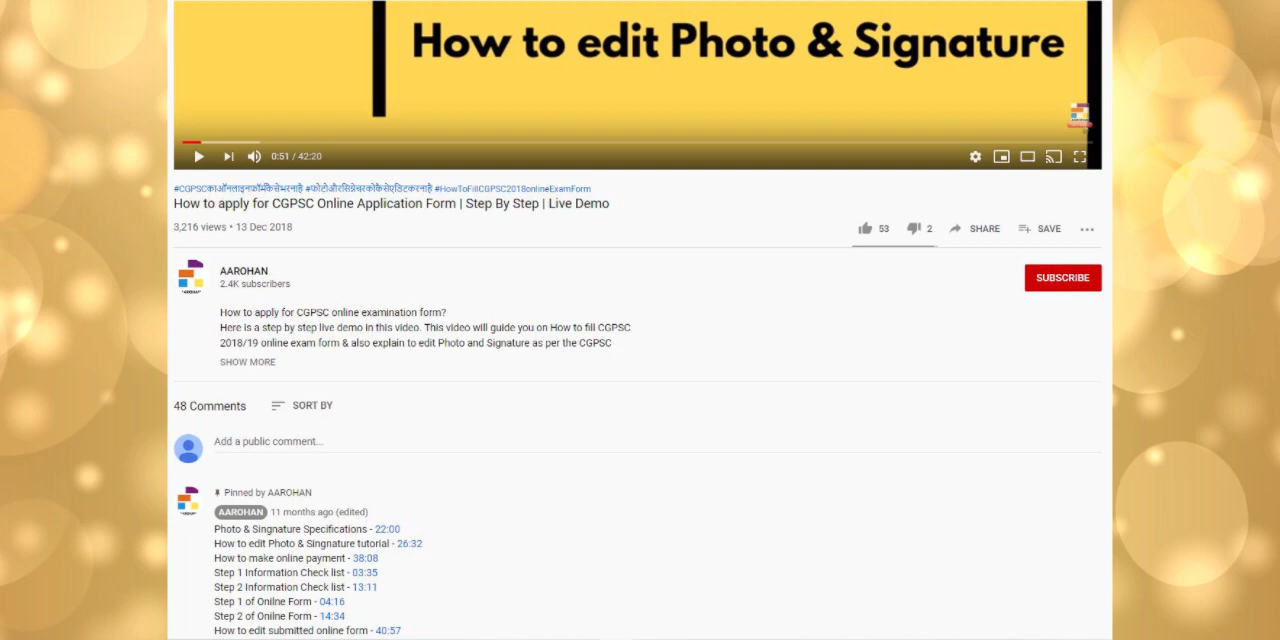 How to edit Photo & Signature
0:51 / 42:20
#CGPSCकाऑनलाइनफ़ॉर्मकैसेभरनाहै #फोटोऔरसिग्नेचरकोकैसेएडिटकरनाहै #HowToFillCGPSC2018onlineExamForm
How to apply for CGPSC Online Application Form | Step By Step | Live Demo
3,216 views • 13 Dec 2018
53 2 SHARE SAVE
AAROHAN
2.4K subscribers
SUBSCRIBE
How to apply for CGPSC online examination form?
Here is a step by step live demo in this video. This video will guide you on How to fill CGPSC
2018/19 online exam form & also explain to edit Photo and Signature as per the CGPSC
SHOW MORE
48 Comments SORT BY
Add a public comment...
Pinned by AAROHAN
AAROHAN 11 months ago (edited)
Photo & Singnature Specifications - 22:00
How to edit Photo & Singnature tutorial - 26:32
How to make online payment - 38:08
Step 1 Information Check list - 03:35
Step 2 Information Check list - 13:11
Step 1 of Onilne Form - 04:16
Step 2 of Onilne Form - 14:34
How to edit submitted online form - 40:57